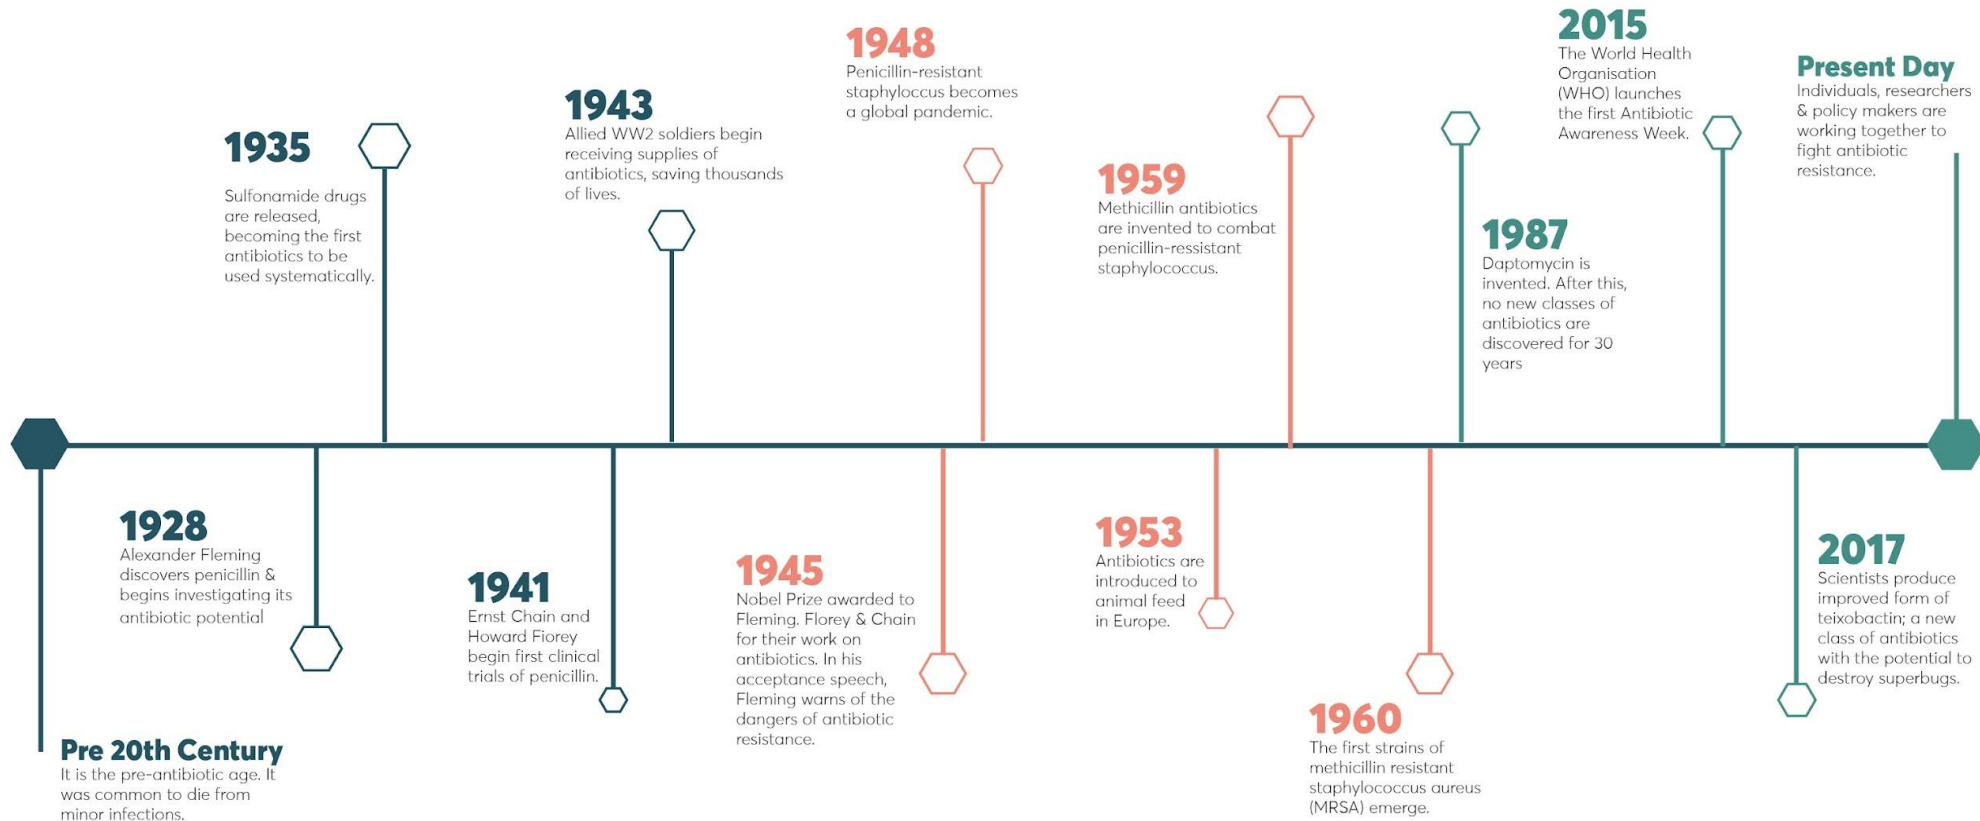 Pre 20th Century
It is the pre-antibiotic age. It
was common to die from
minor infections.
1928
Alexander Fleming
discovers penicillin &
begins investigating its
antibiotic potential
1935
Sulfonamide drugs
are released,
becoming the first
antibiotics to be
used systematically.
1941
Ernst Chain and
Howard Fiorey
begin first clinical
trials of penicillin.
1943
Allied WW2 soldiers begin
receiving supplies of
antibiotics, saving thousands
of lives.
1945
Nobel Prize awarded to
Fleming. Florey & Chain
for their work on
antibiotics. In his
acceptance speech,
Fleming warns of the
dangers of antibiotic
resistance.
1948
Penicillin-resistant
staphyloccus becomes
a global pandemic.
1953
Antibiotics are
introduced to
animal feed
in Europe.
1959
Methicillin antibiotics
are invented to combat
penicillin-ressistant
staphylococcus.
1960
The first strains of
methicillin resistant
staphylococcus aureus
(MRSA) emerge.
1987
Daptomycin is
invented. After this,
no new classes of
antibiotics are
discovered for 30
years
2015
The World Health
Organisation
(WHO) launches
the first Antibiotic
Awareness Week.
2017
Scientists produce
improved form of
teixobactin; a new
class of antibiotics
with the potential to
destroy superbugs.
Present Day
Individuals, researchers
& policy makers are
working together to
fight antibiotic
resistance.